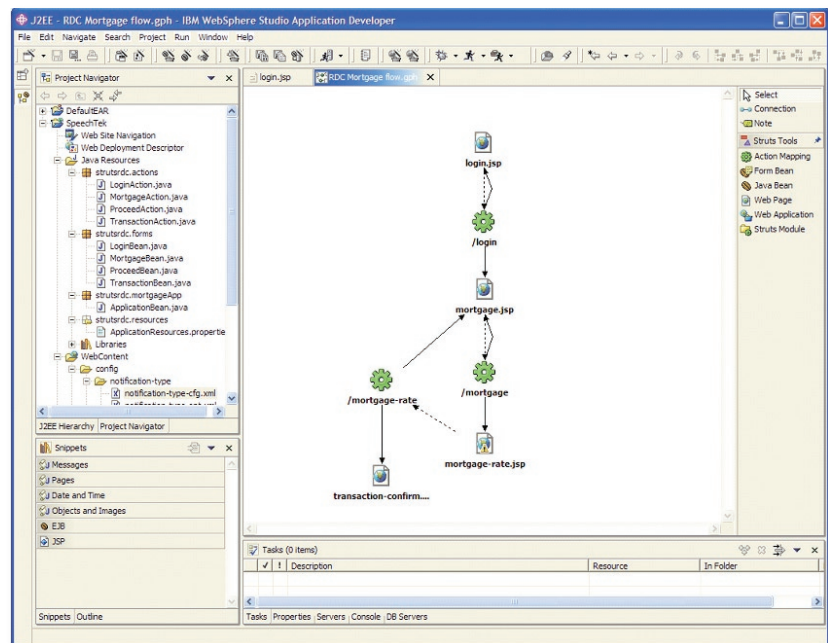 J2EE - RDC Mortgage flow.gph - IBM WebSphere Studio Application Developer
File Edit Navigate Search Project Run Window Help
Project Navigator
DefaultEAR
SpeechTek
Web Site Navigation
Web Deployment Descriptor
Java Resources
strutsrdc.actions
LoginAction.java
MortgageAction.java
ProceedAction.java
TransactionAction.java
strutsrdc.forms
LoginBean.java
MortgageBean.java
ProceedBean.java
TransactionBean.java
strutsrdc.mortgageApp
ApplicationBean.java
strutsrdc.resources
ApplicationResources.propertie
Libraries
WebContent
config
notification-type
notification-type-cfg.xml
J2EE Hierarchy Project Navigator
Snippets
Messages
Pages
Date and Time
Objects and Images
EJB
JSP
Snippets Outline
login.jsp RDC Mortgage flow.gph
login.jsp
/login
mortgage.jsp
/mortgage-rate
/mortgage
mortgage-rate.jsp
transaction-confirm....
Select
Connection
Note
Struts Tools
Action Mapping
Form Bean
Java Bean
Web Page
Web Application
Struts Module
Tasks (0 items)
! Description Resource In Folder
Tasks Properties Servers Console DB Servers